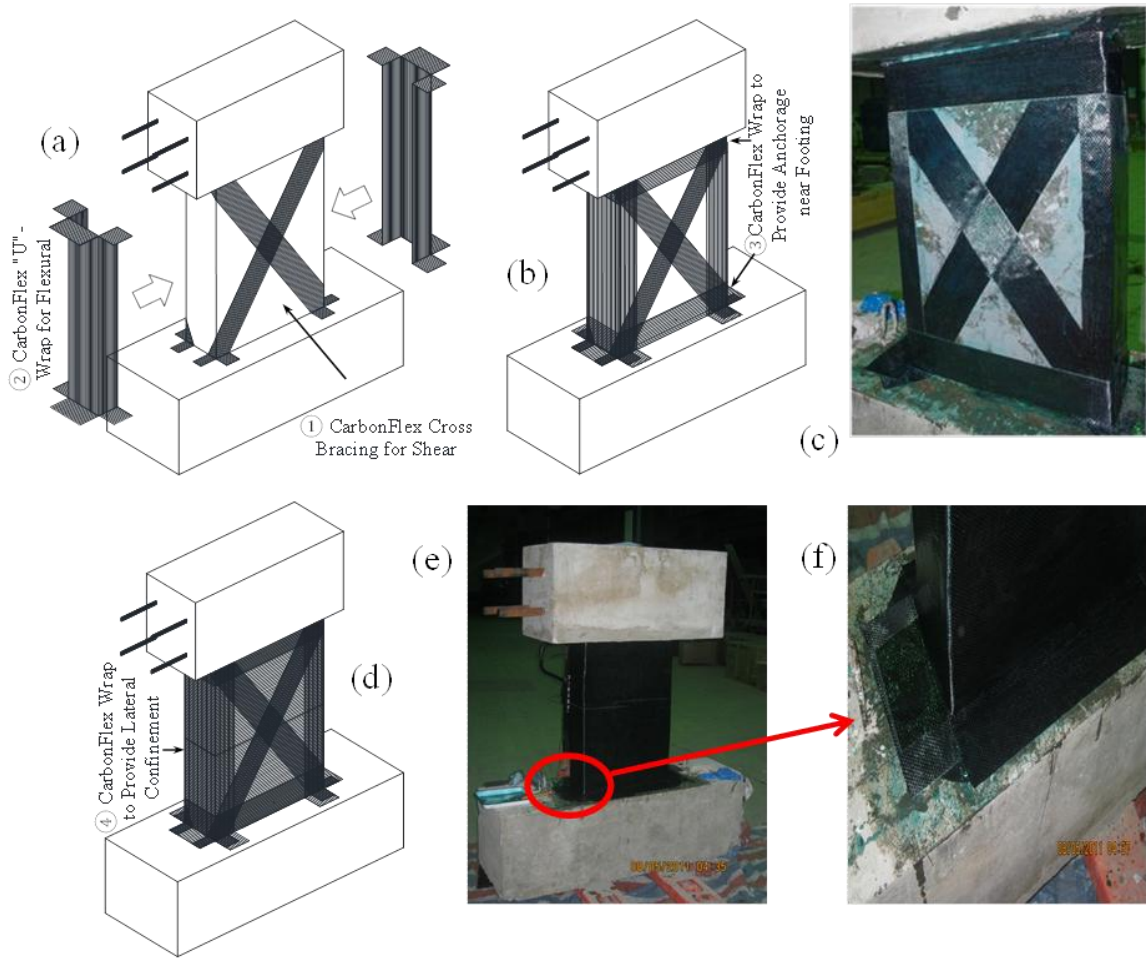 (a)
② CarbonFlex "U"-
Wrap for Flexural
① CarbonFlex Cross
Bracing for Shear
(b)
③ CarbonFlex Wrap to
Provide Anchorage
near Footing
(c)
(d)
④ CarbonFlex Wrap
to Provide Lateral
Confinement
(e)
(f)